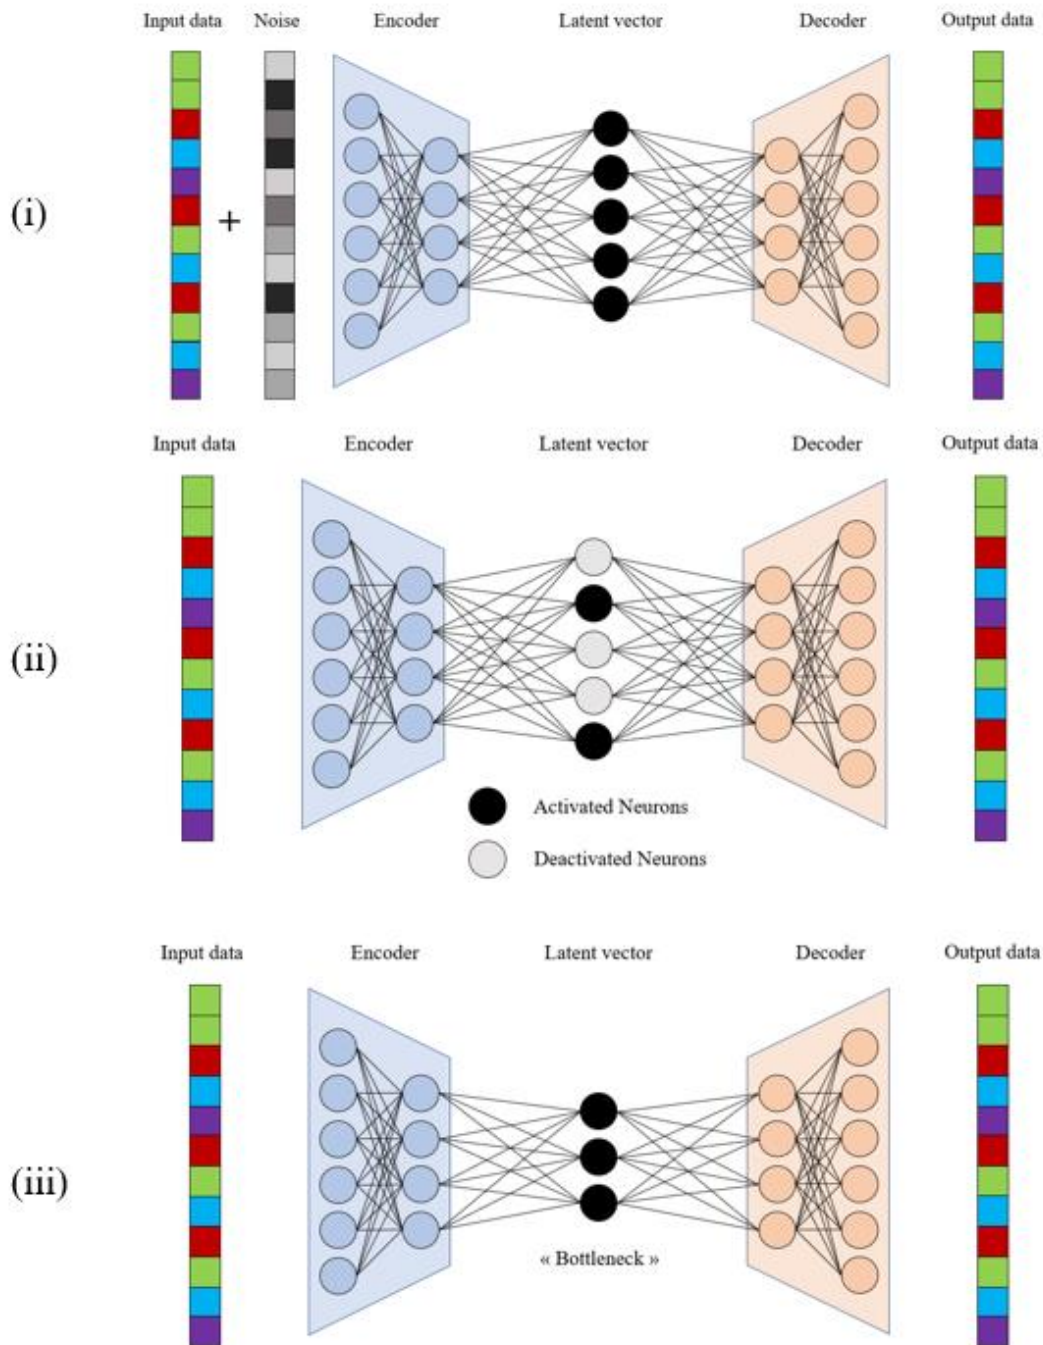 Input data Noise Encoder Latent vector Decoder Output data
(i)
+
Input data Encoder Latent vector Decoder Output data
(ii)
Activated Neurons
Deactivated Neurons
Input data Encoder Latent vector Decoder Output data
(iii)
« Bottleneck »